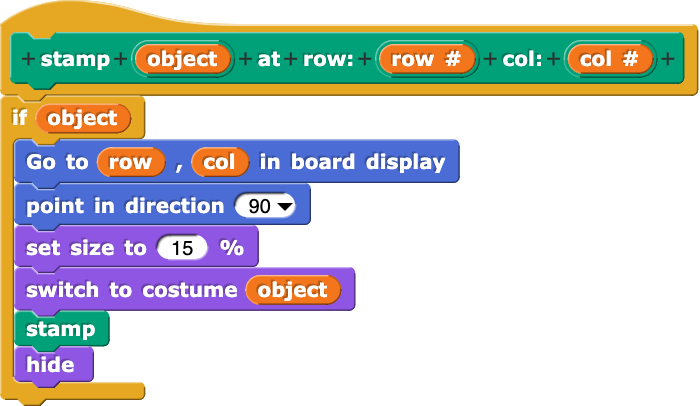 + stamp + object + at + row: + row # + col: + col # +
if object
Go to row , col in board display
point in direction 90
set size to 15 %
switch to costume object
stamp
hide